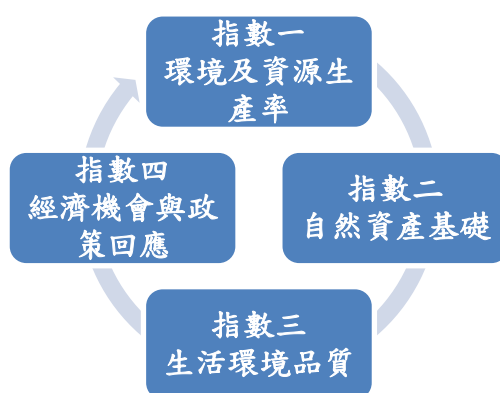 指數一
環境及資源生
產率
指數二
自然資產基礎
指數三
生活環境品質
指數四
經濟機會與政
策回應